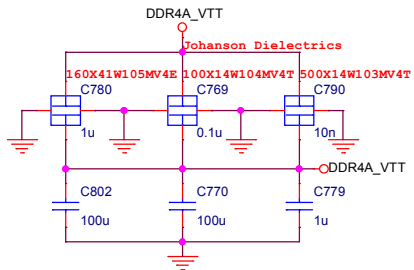 DDR4A_VTT
Johanson Dielectrics
160X41W105MV4E 100X14W104MV4T 500X14W103MV4T
C780 C769 C790
1u 0.1u 10n
DDR4A_VTT
C802 C770 C779
100u 100u 1u